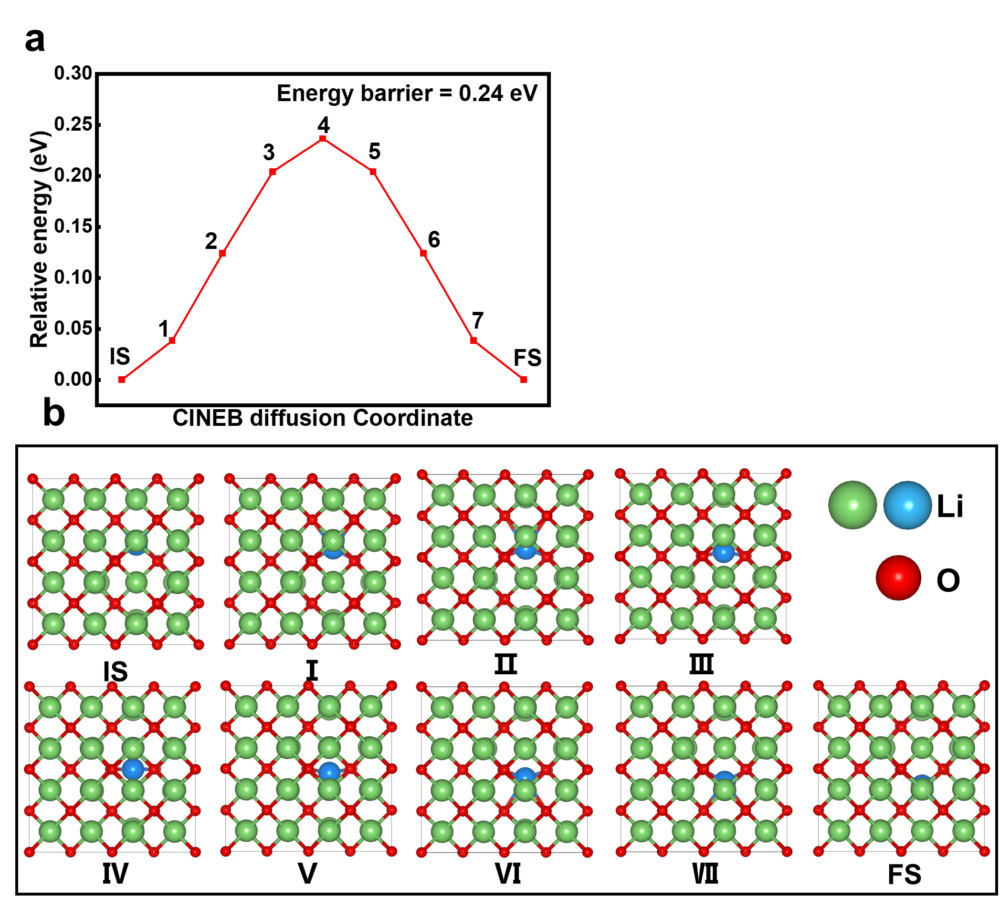 a
0.30
Energy barrier = 0.24 eV
0.25
4
3
5
0.20
0.15
2
6
0.10
7
1
0.05
IS
FS
0.00
Relative energy (eV)
CINEB diffusion Coordinate
b
Li
O
IS
I
II
III
IV
V
VI
VII
FS